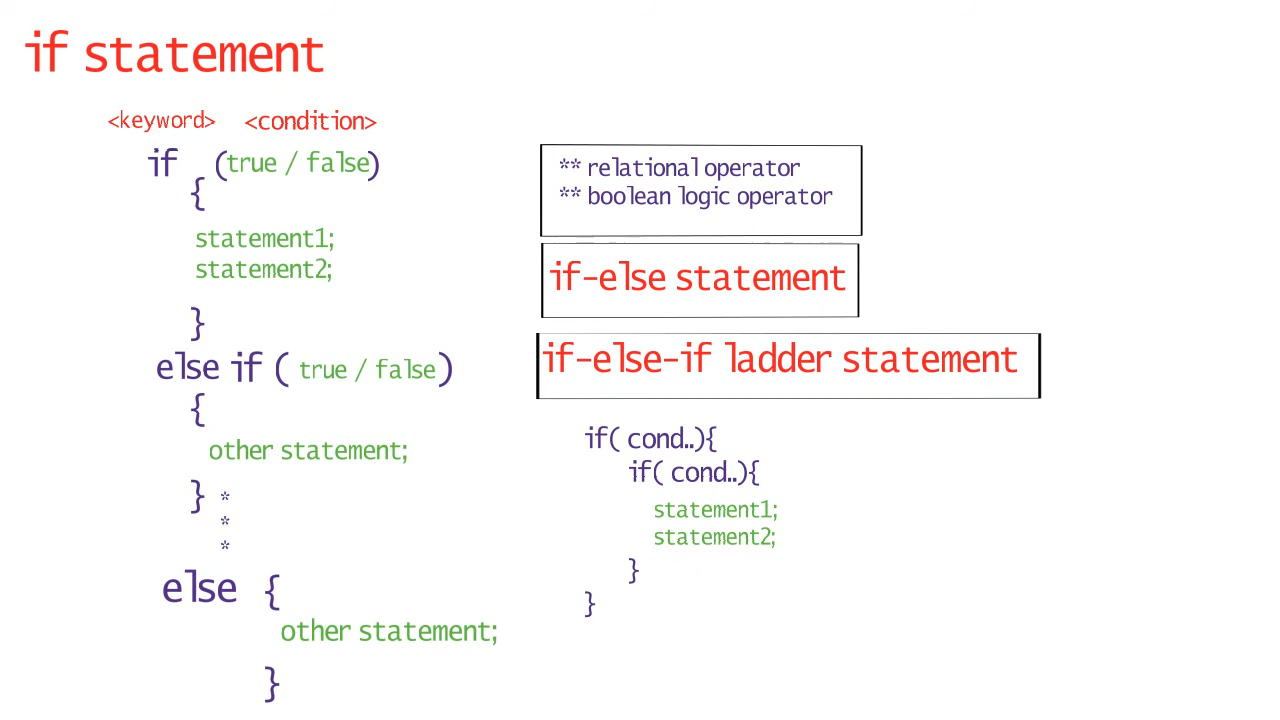 if statement
<keyword> <condition>
if (true / false)
{
statement1;
statement2;
}
else if ( true / false )
{
other statement;
} *
*
*
else {
other statement;
}
** relational operator
** boolean logic operator
if-else statement
if-else-if ladder statement
if( cond..){
if( cond..){
statement1;
statement2;
}
}